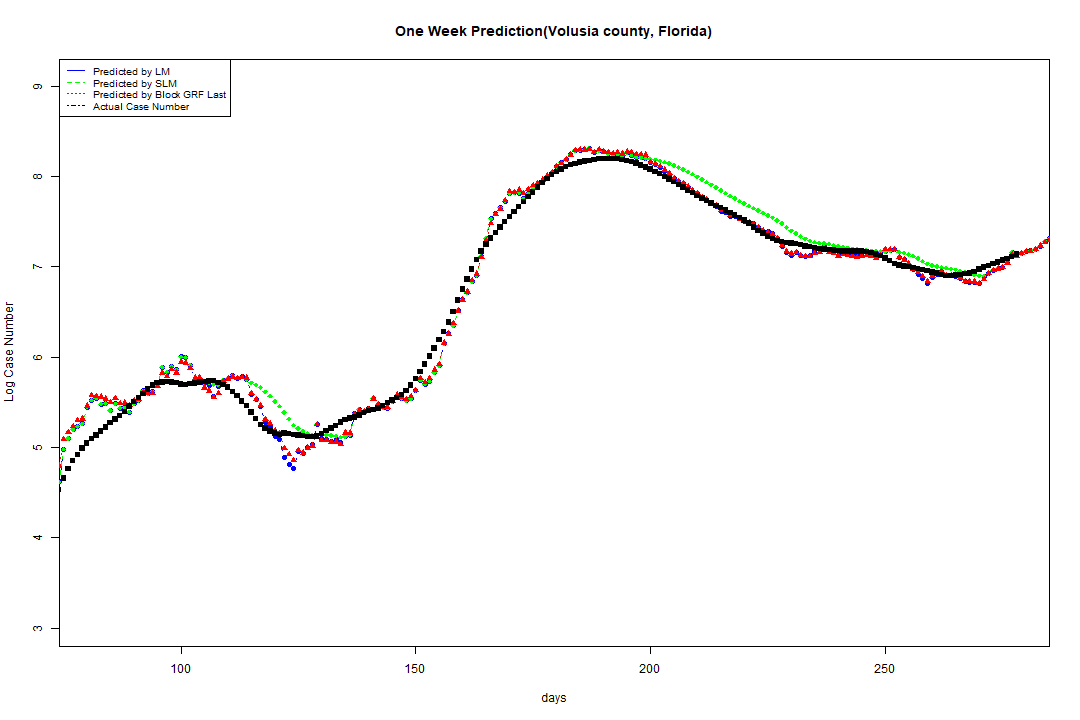 One Week Prediction(Volusia county, Florida)
Predicted by LM
Predicted by SLM
Predicted by Block GRF Last
Actual Case Number
9
8
7
6
5
4
3
Log Case Number
100 150 200 250
days